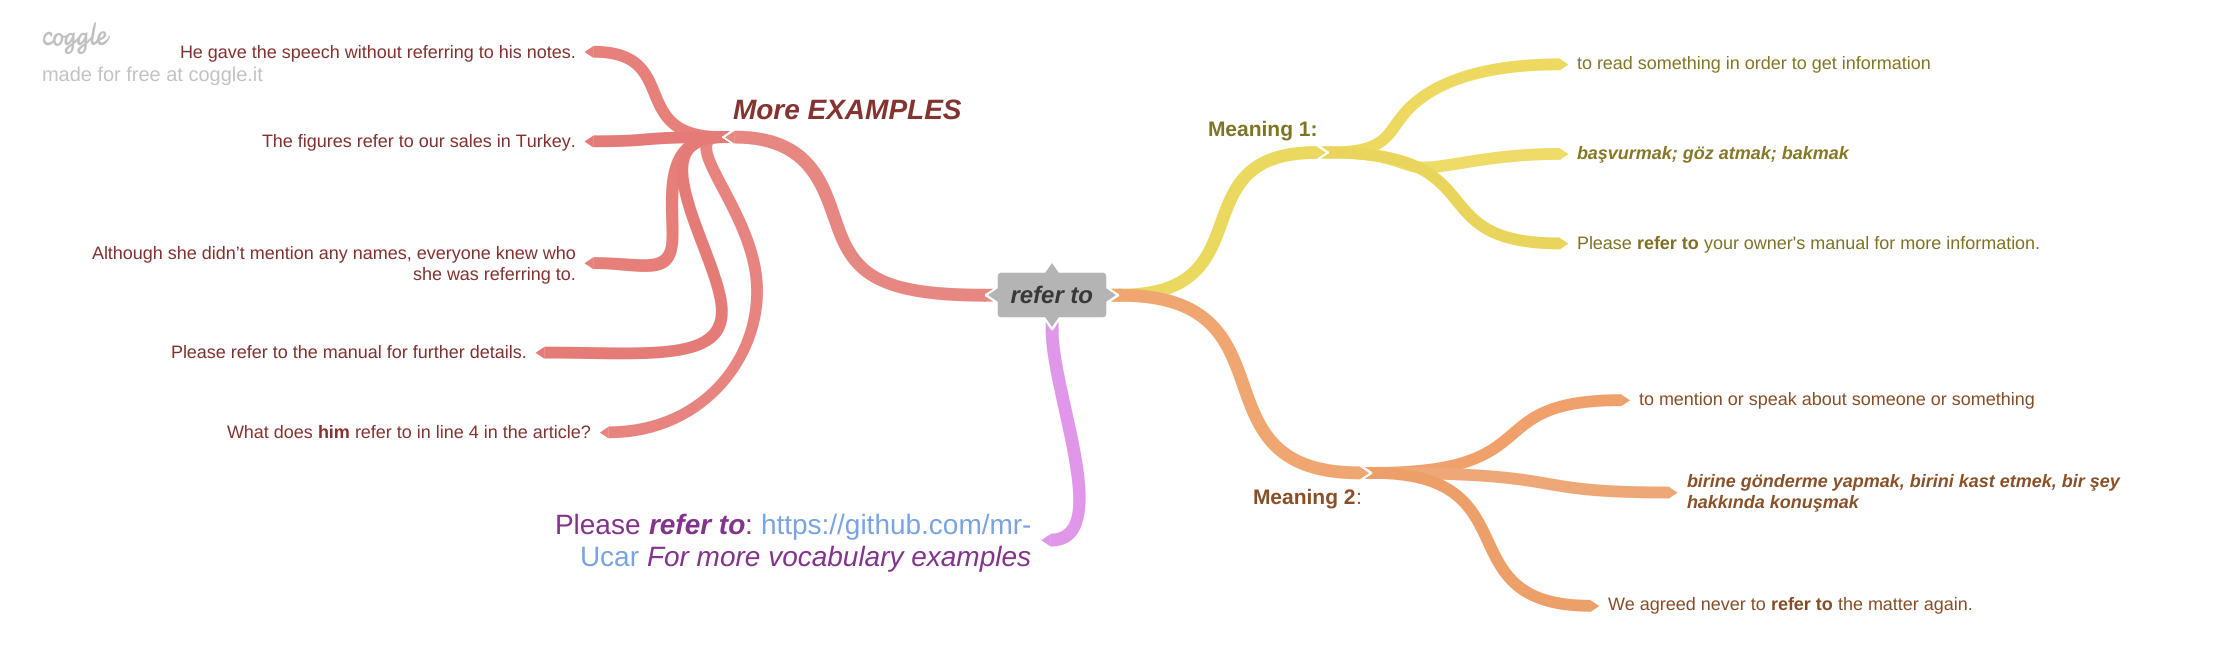 coggle
made for free at coggle.it
He gave the speech without referring to his notes.
More EXAMPLES
The figures refer to our sales in Turkey.
Although she didn’t mention any names, everyone knew who
she was referring to.
Please refer to the manual for further details.
What does him refer to in line 4 in the article?
Please refer to: https://github.com/mr-
Ucar For more vocabulary examples
refer to
Meaning 1:
to read something in order to get information
başvurmak; göz atmak; bakmak
Please refer to your owner's manual for more information.
Meaning 2:
to mention or speak about someone or something
birine gönderme yapmak, birini kast etmek, bir şey
hakkında konuşmak
We agreed never to refer to the matter again.